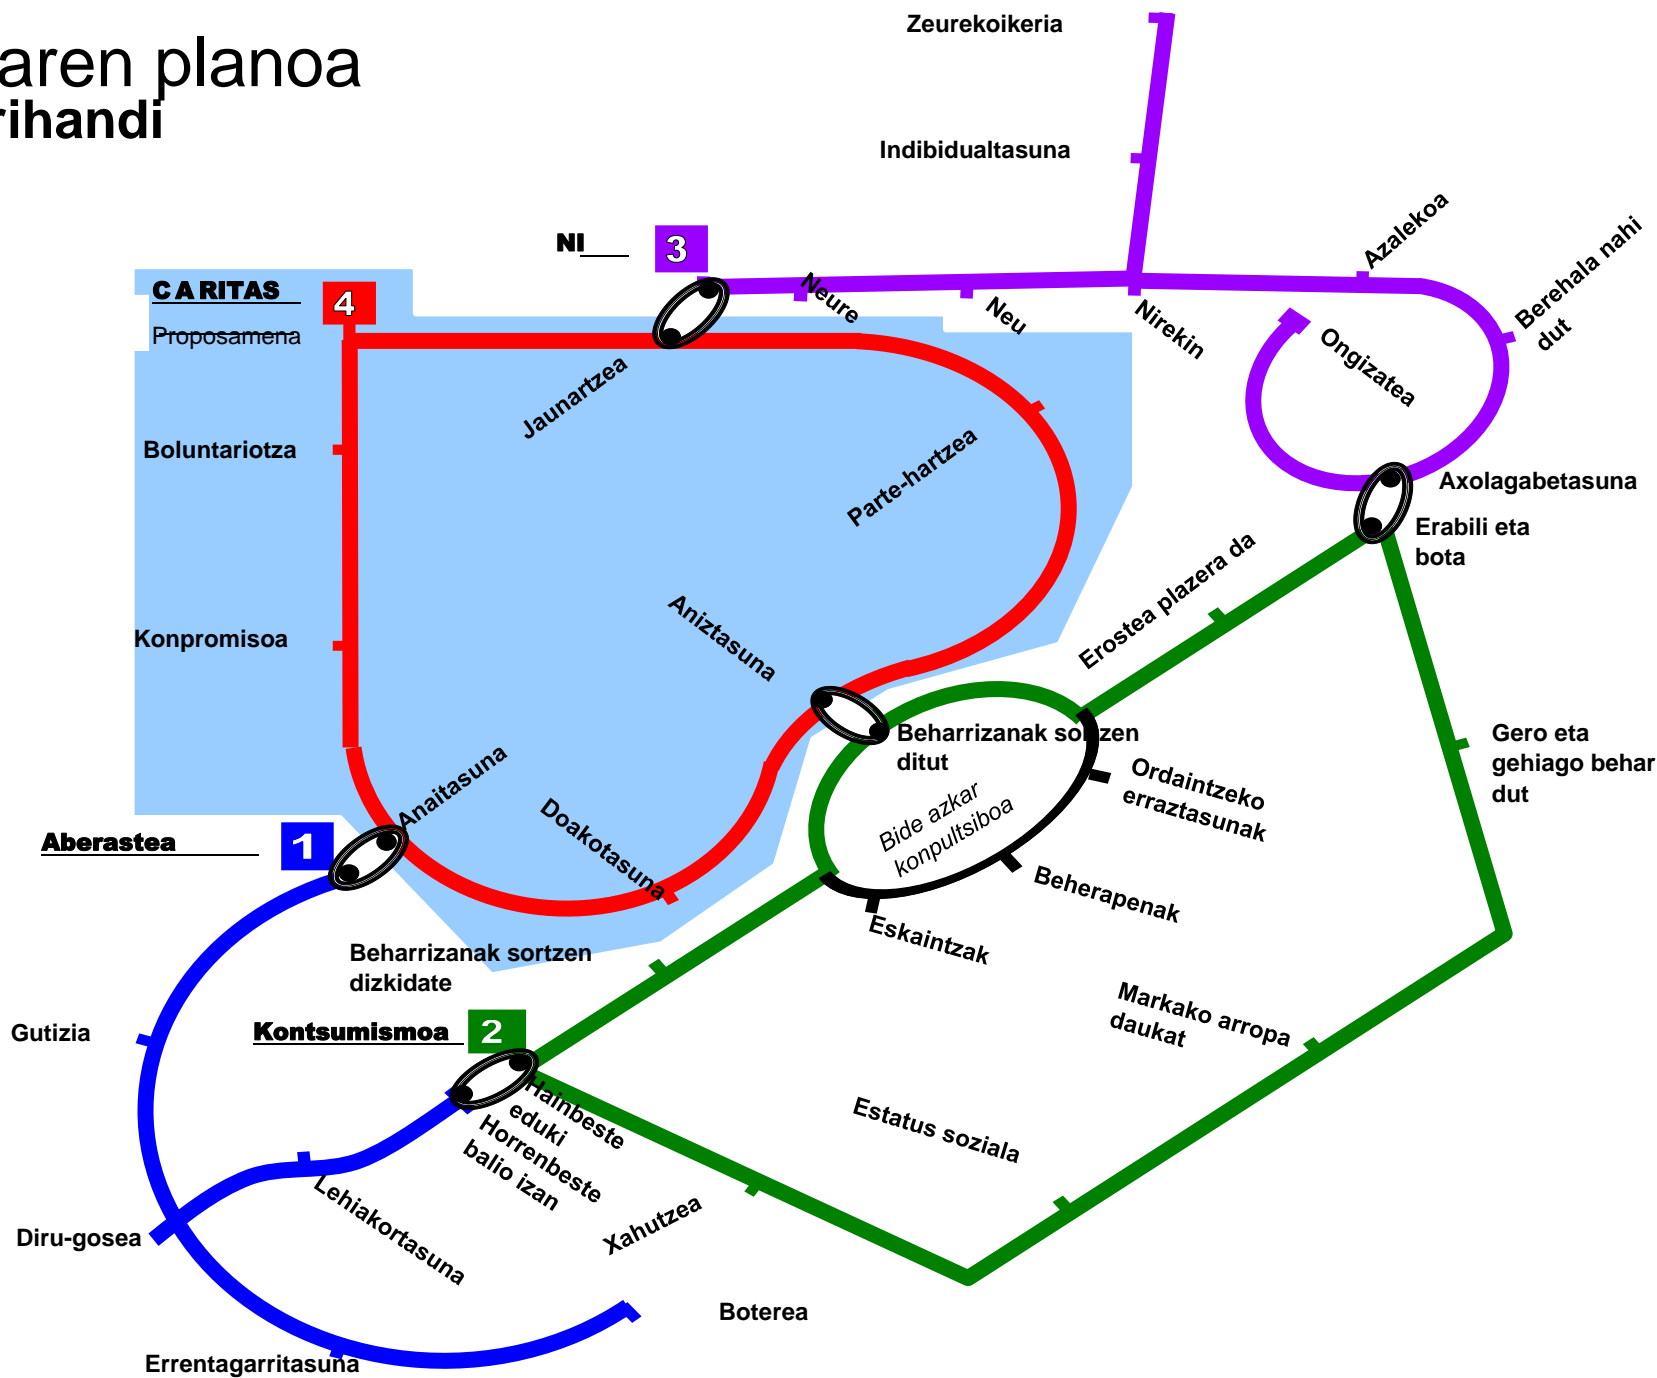 aren planoa
rihandi
Zeurekoikeria
Indibidualtasuna
NI
3
Azalekoa
Berehala nahi
dut
CARITAS
4
Proposamena
Neure
Neu
Nirekin
Ongizatea
Jaunartzea
Boluntariotza
Parte-hartzea
Axolagabetasuna
Erabili eta
bota
Erostea plazera da
Aniztasuna
Konpromisoa
Beharrizanak sortzen
ditut
Gero eta
gehiago behar
dut
Ordaintzeko
erraztasunak
Bide azkar
konpultsiboa
Anaitasuna
Doakotasuna
Aberastea
1
Beherapenak
Eskaintzak
Beharrizanak sortzen
dizkidate
Markako arropa
daukat
Gutizia
Kontsumismoa
2
Hainbeste
eduki
Horrenbeste
balio izan
Estatus soziala
Lehiakortasuna
Xahutzea
Diru-gosea
Boterea
Errentagarritasuna